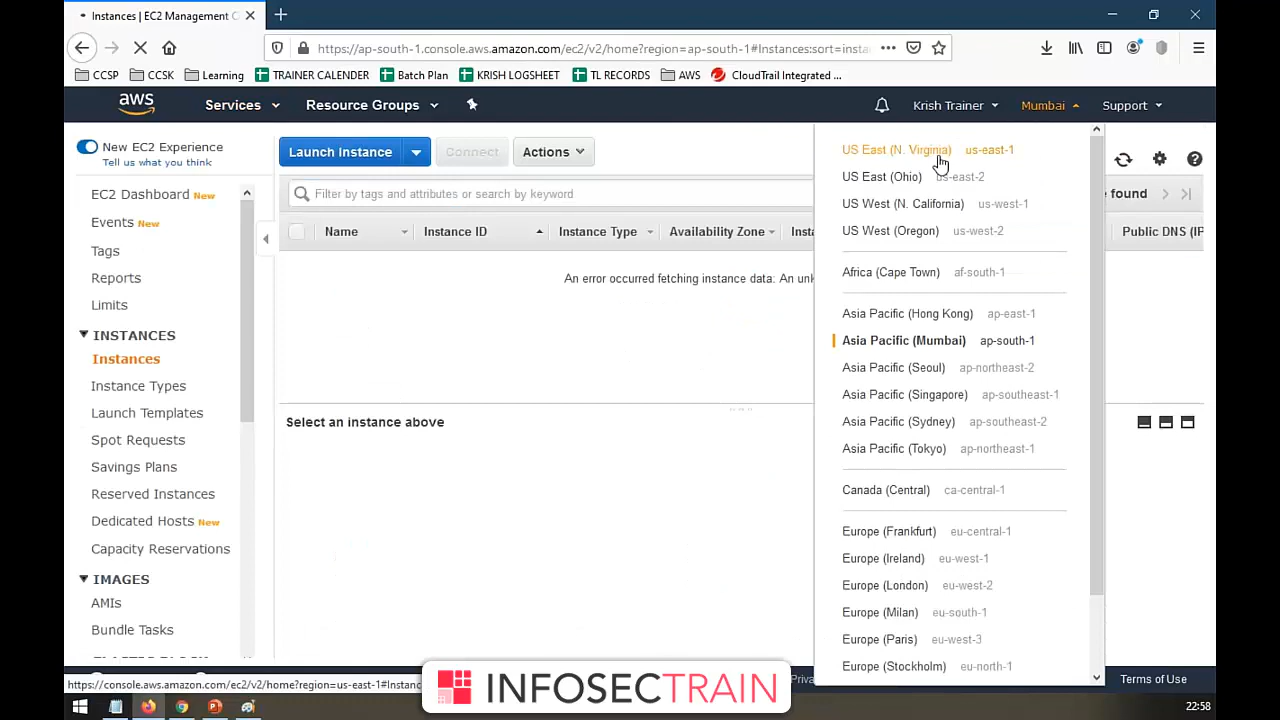 Instances | EC2 Management C
https://ap-south-1.console.aws.amazon.com/ec2/v2/home?region=ap-south-1#Instances:sort=insta
CCSP CCSK Learning TRAINER CALENDER Batch Plan KRISH LOGSHEET TL RECORDS AWS CloudTrail Integrated ...
aws Services Resource Groups Krish Trainer Mumbai Support
New EC2 Experience
Tell us what you think
EC2 Dashboard New
Events New
Tags
Reports
Limits
INSTANCES
Instances
Instance Types
Launch Templates
Spot Requests
Savings Plans
Reserved Instances
Dedicated Hosts New
Capacity Reservations
IMAGES
AMIs
Bundle Tasks
Launch Instance Connect Actions
Filter by tags and attributes or search by keyword
e found
Name Instance ID Instance Type Availability Zone Insta Public DNS (IP
An error occurred fetching instance data: An unk
Select an instance above
US East (N. Virginia) us-east-1
US East (Ohio) us-east-2
US West (N. California) us-west-1
US West (Oregon) us-west-2
Africa (Cape Town) af-south-1
Asia Pacific (Hong Kong) ap-east-1
Asia Pacific (Mumbai) ap-south-1
Asia Pacific (Seoul) ap-northeast-2
Asia Pacific (Singapore) ap-southeast-1
Asia Pacific (Sydney) ap-southeast-2
Asia Pacific (Tokyo) ap-northeast-1
Canada (Central) ca-central-1
Europe (Frankfurt) eu-central-1
Europe (Ireland) eu-west-1
Europe (London) eu-west-2
Europe (Milan) eu-south-1
Europe (Paris) eu-west-3
Europe (Stockholm) eu-north-1
https://console.aws.amazon.com/ec2/v2/home?region=us-east-1#Instanc
INFOSECTRAIN
Priva
Terms of Use
22:58